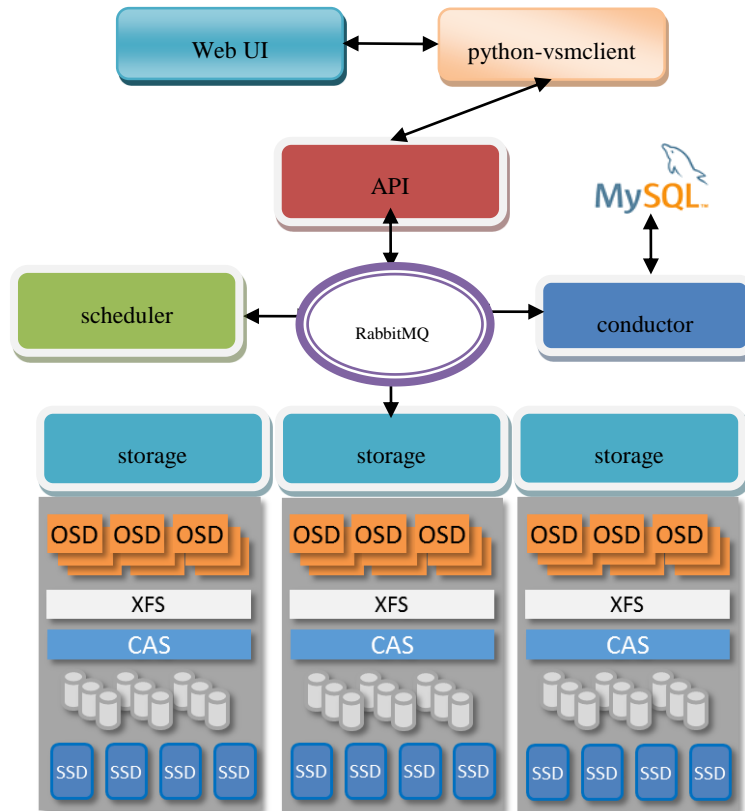 Web UI
python-vsmclient
API
MySQL™
scheduler
RabbitMQ
conductor
storage
storage
storage
OSD OSD OSD
OSD OSD OSD
OSD OSD OSD
XFS
XFS
XFS
CAS
CAS
CAS
SSD SSD SSD SSD
SSD SSD SSD SSD
SSD SSD SSD SSD